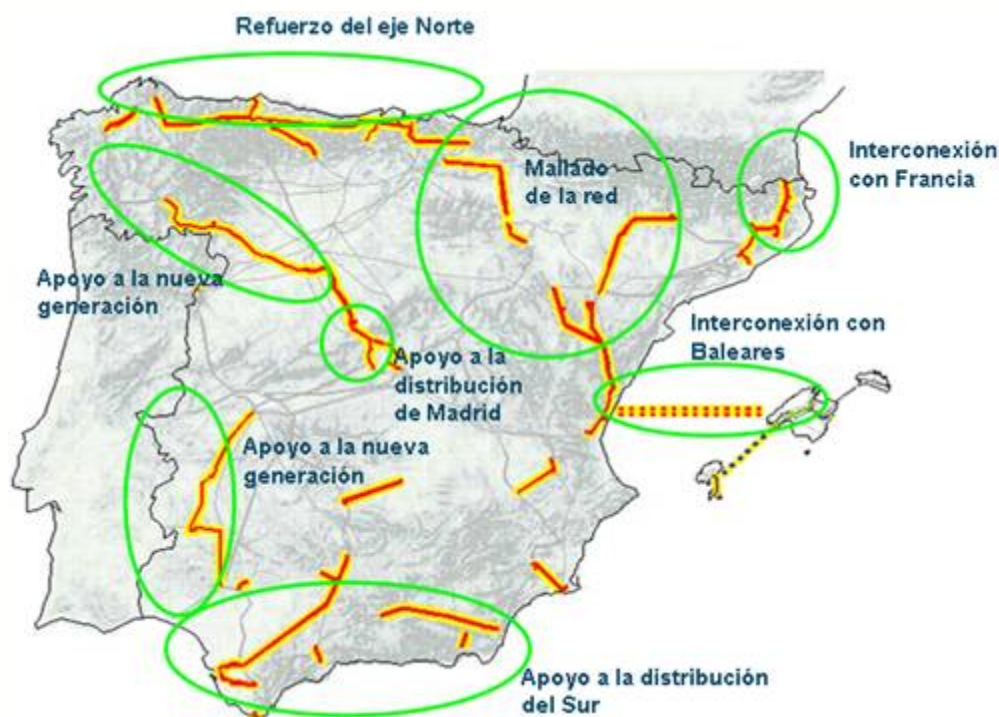 Refuerzo del eje Norte
Mallado
de la red
Interconexión
con Francia
Apoyo a la nueva
generación
Interconexión con
Baleares
Apoyo a la
distribución
de Madrid
Apoyo a la nueva
generación
Apoyo a la distribución
del Sur